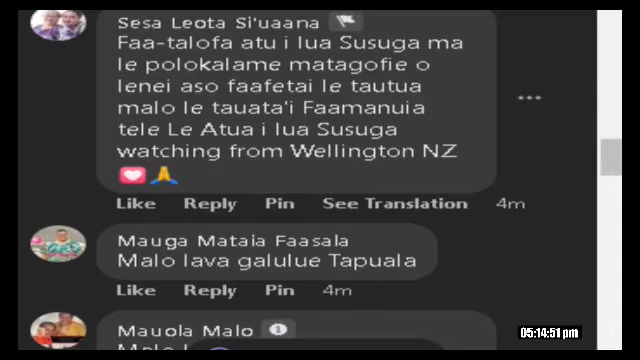 Sesa Leota Si'uaana
Faa-talofa atu i lua Susuga ma
le polokalame matagofie o
lenei aso faafetai le tautua
malo le tauata'i Faamanuia
tele Le Atua i lua Susuga
watching from Wellington NZ
💟🙏
Like Reply Pin See Translation 4m
Mauga Mataia Faasala
Malo lava galulue Tapuala
Like Reply Pin 4m
Mauola Malo
05:14:51 pm